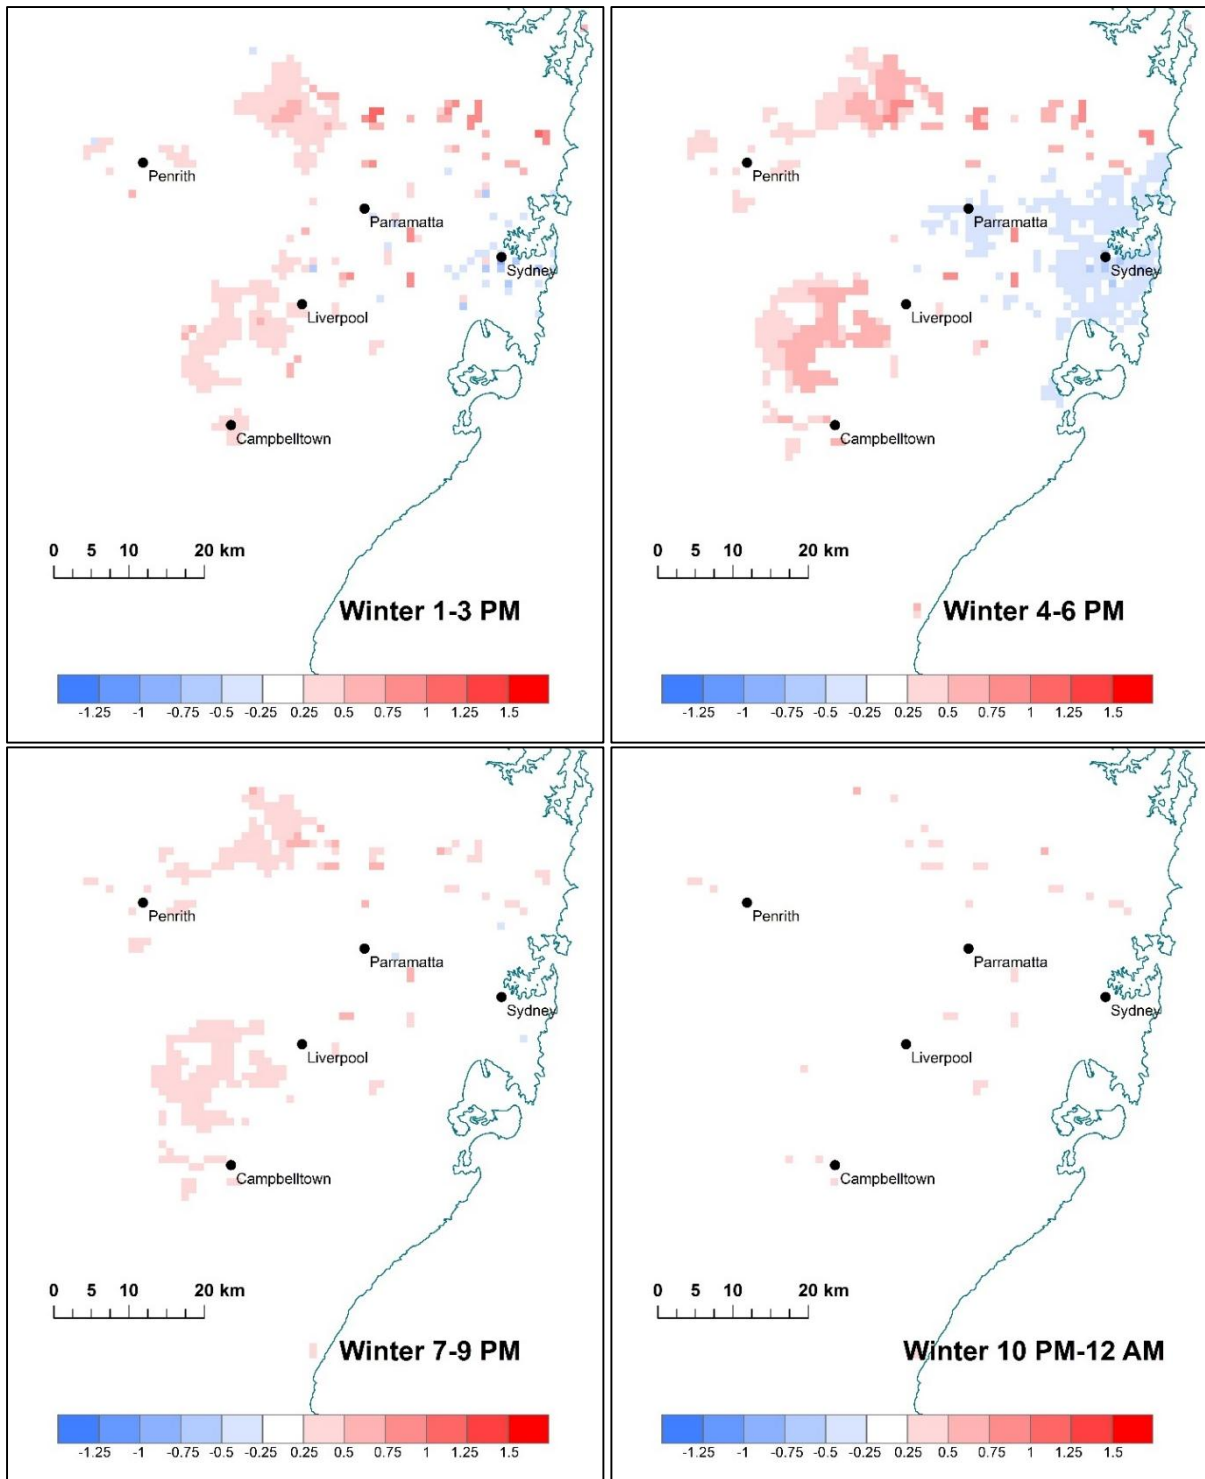 Penrith
Parramatta
Sydney
Liverpool
Campbelltown
0 5 10 20 km
Winter 1-3 PM
-1.25 -1 -0.75 -0.5 -0.25 0.25 0.5 0.75 1 1.25 1.5
Penrith
Parramatta
Sydney
Liverpool
Campbelltown
0 5 10 20 km
Winter 4-6 PM
-1.25 -1 -0.75 -0.5 -0.25 0.25 0.5 0.75 1 1.25 1.5
Penrith
Parramatta
Sydney
Liverpool
Campbelltown
0 5 10 20 km
Winter 7-9 PM
-1.25 -1 -0.75 -0.5 -0.25 0.25 0.5 0.75 1 1.25 1.5
Penrith
Parramatta
Sydney
Liverpool
Campbelltown
0 5 10 20 km
Winter 10 PM-12 AM
-1.25 -1 -0.75 -0.5 -0.25 0.25 0.5 0.75 1 1.25 1.5